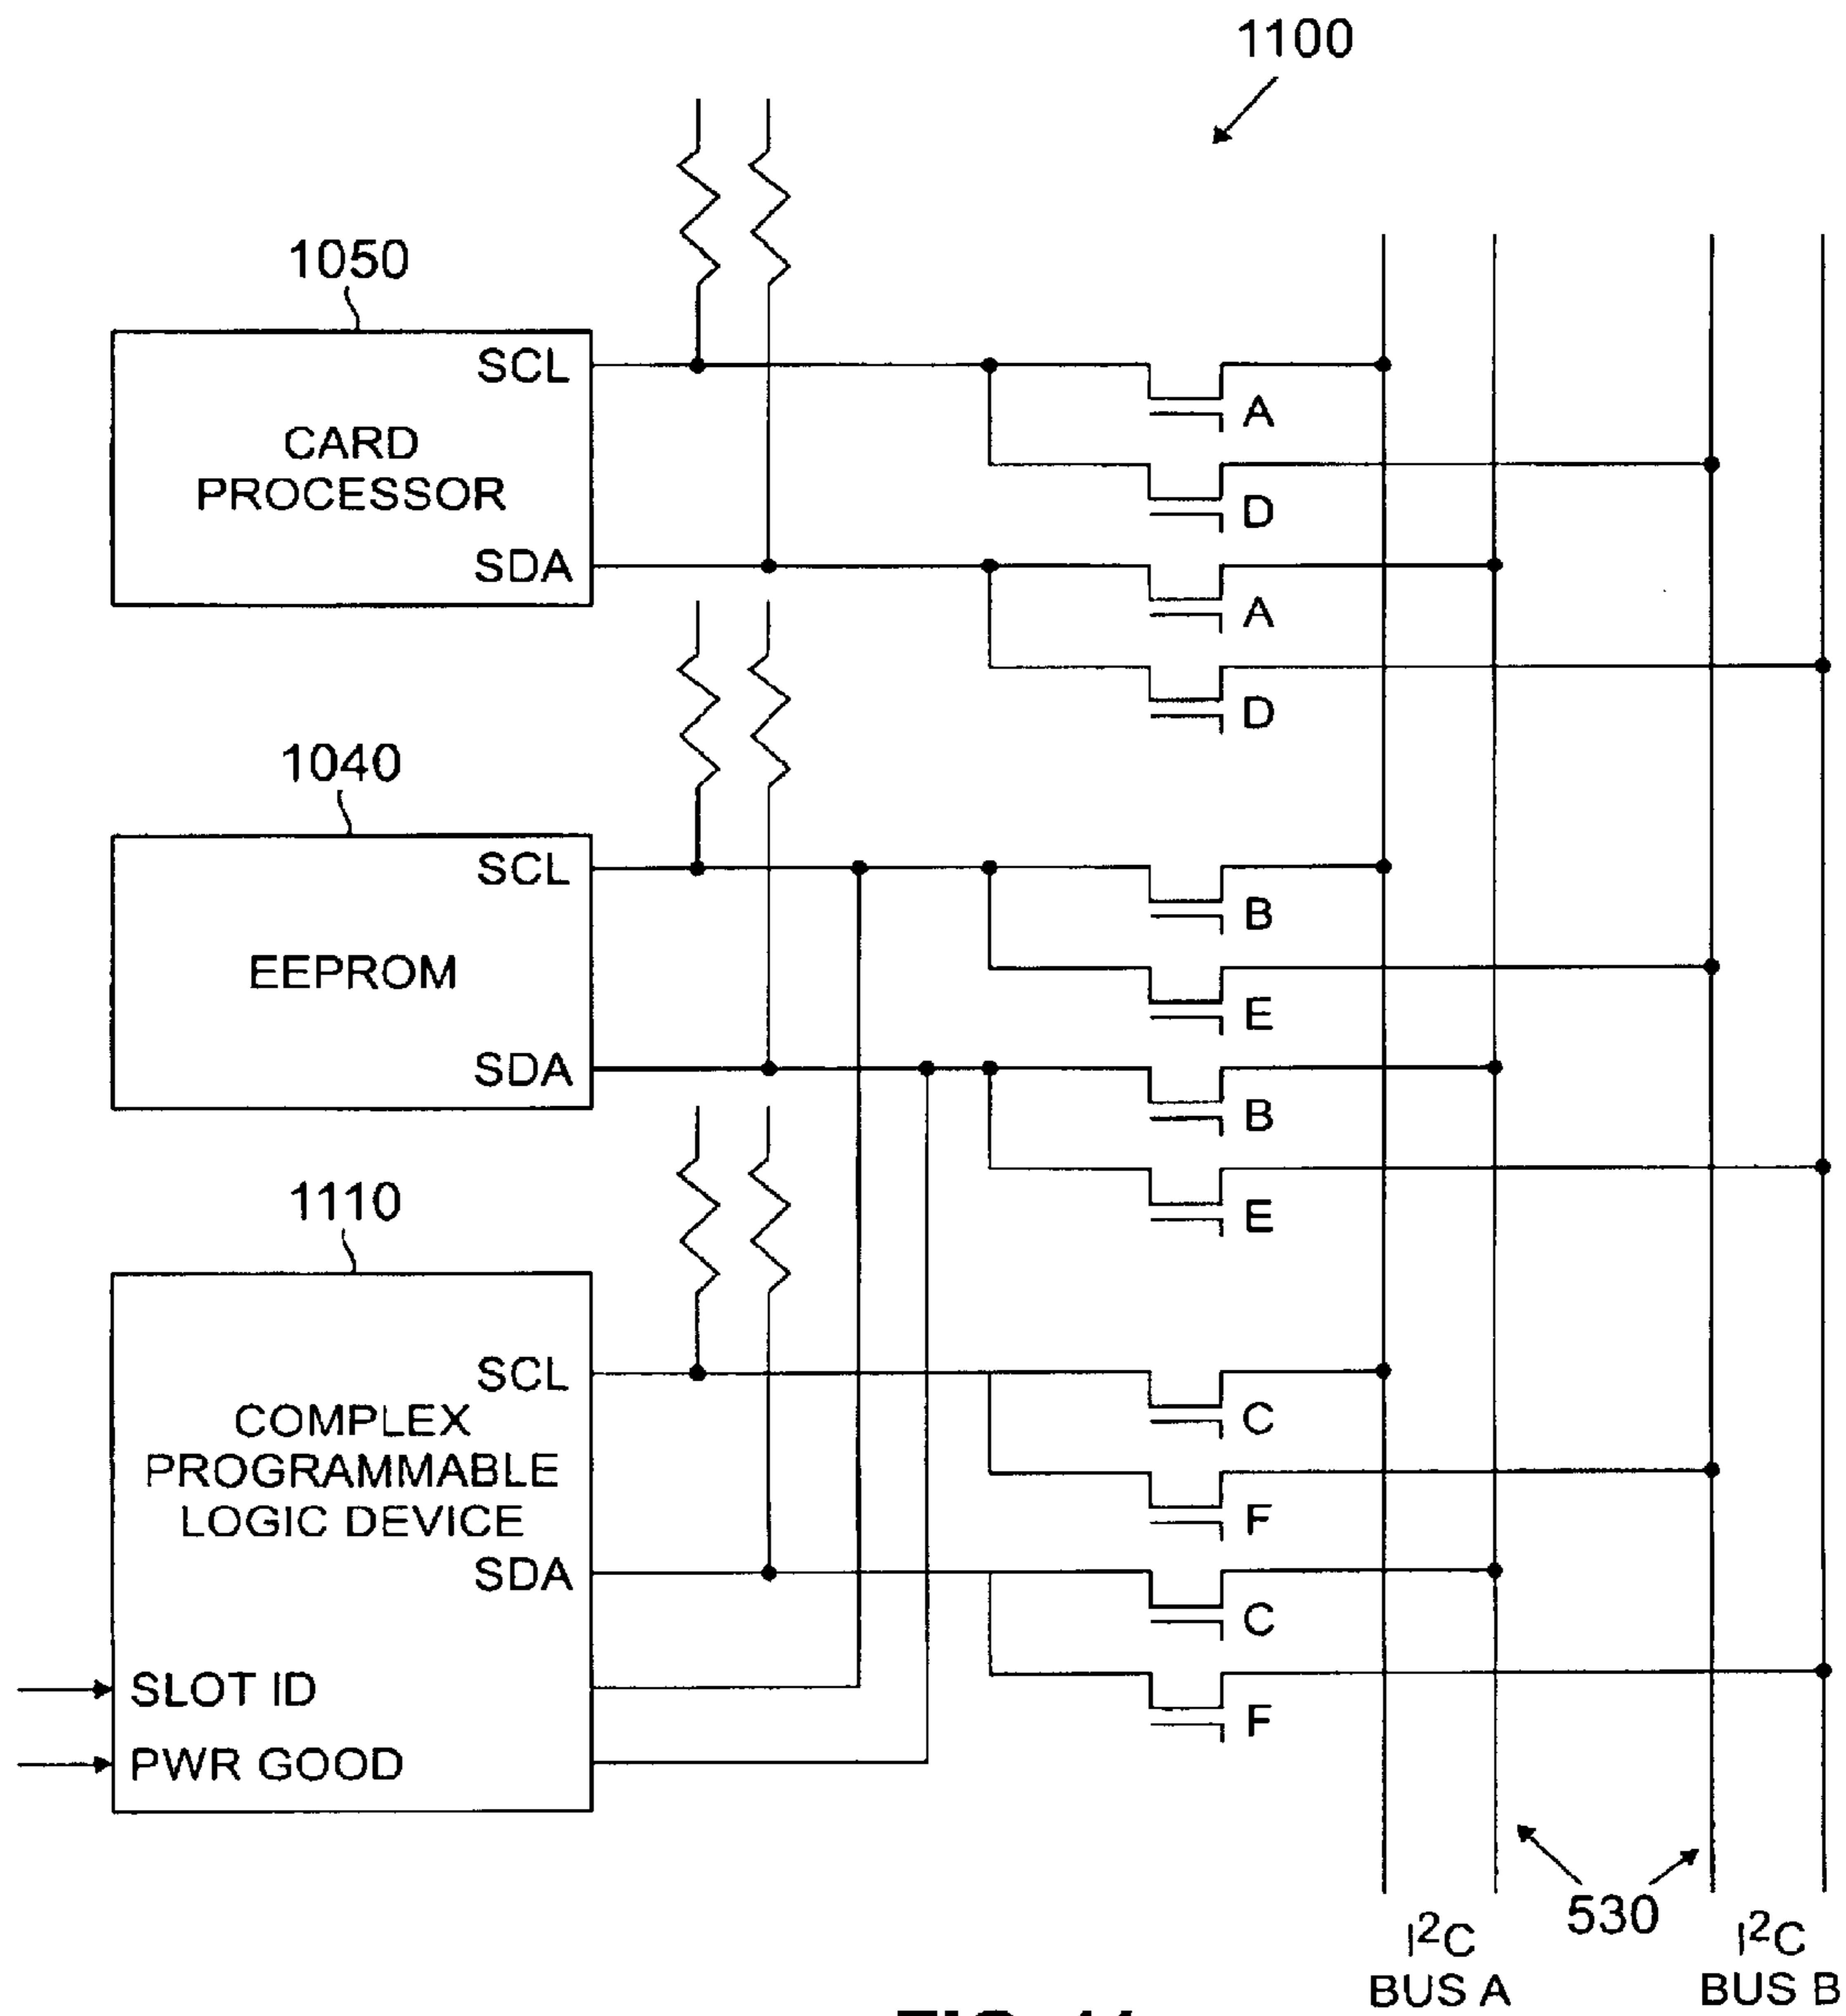 1100
1050
SCL
CARD
PROCESSOR
SDA
A
D
A
D
1040
SCL
EEPROM
SDA
B
E
B
E
1110
SCL
COMPLEX
PROGRAMMABLE
LOGIC DEVICE
SDA
SLOT ID
PWR GOOD
C
F
C
F
530
I²C
BUS A
I²C
BUS B